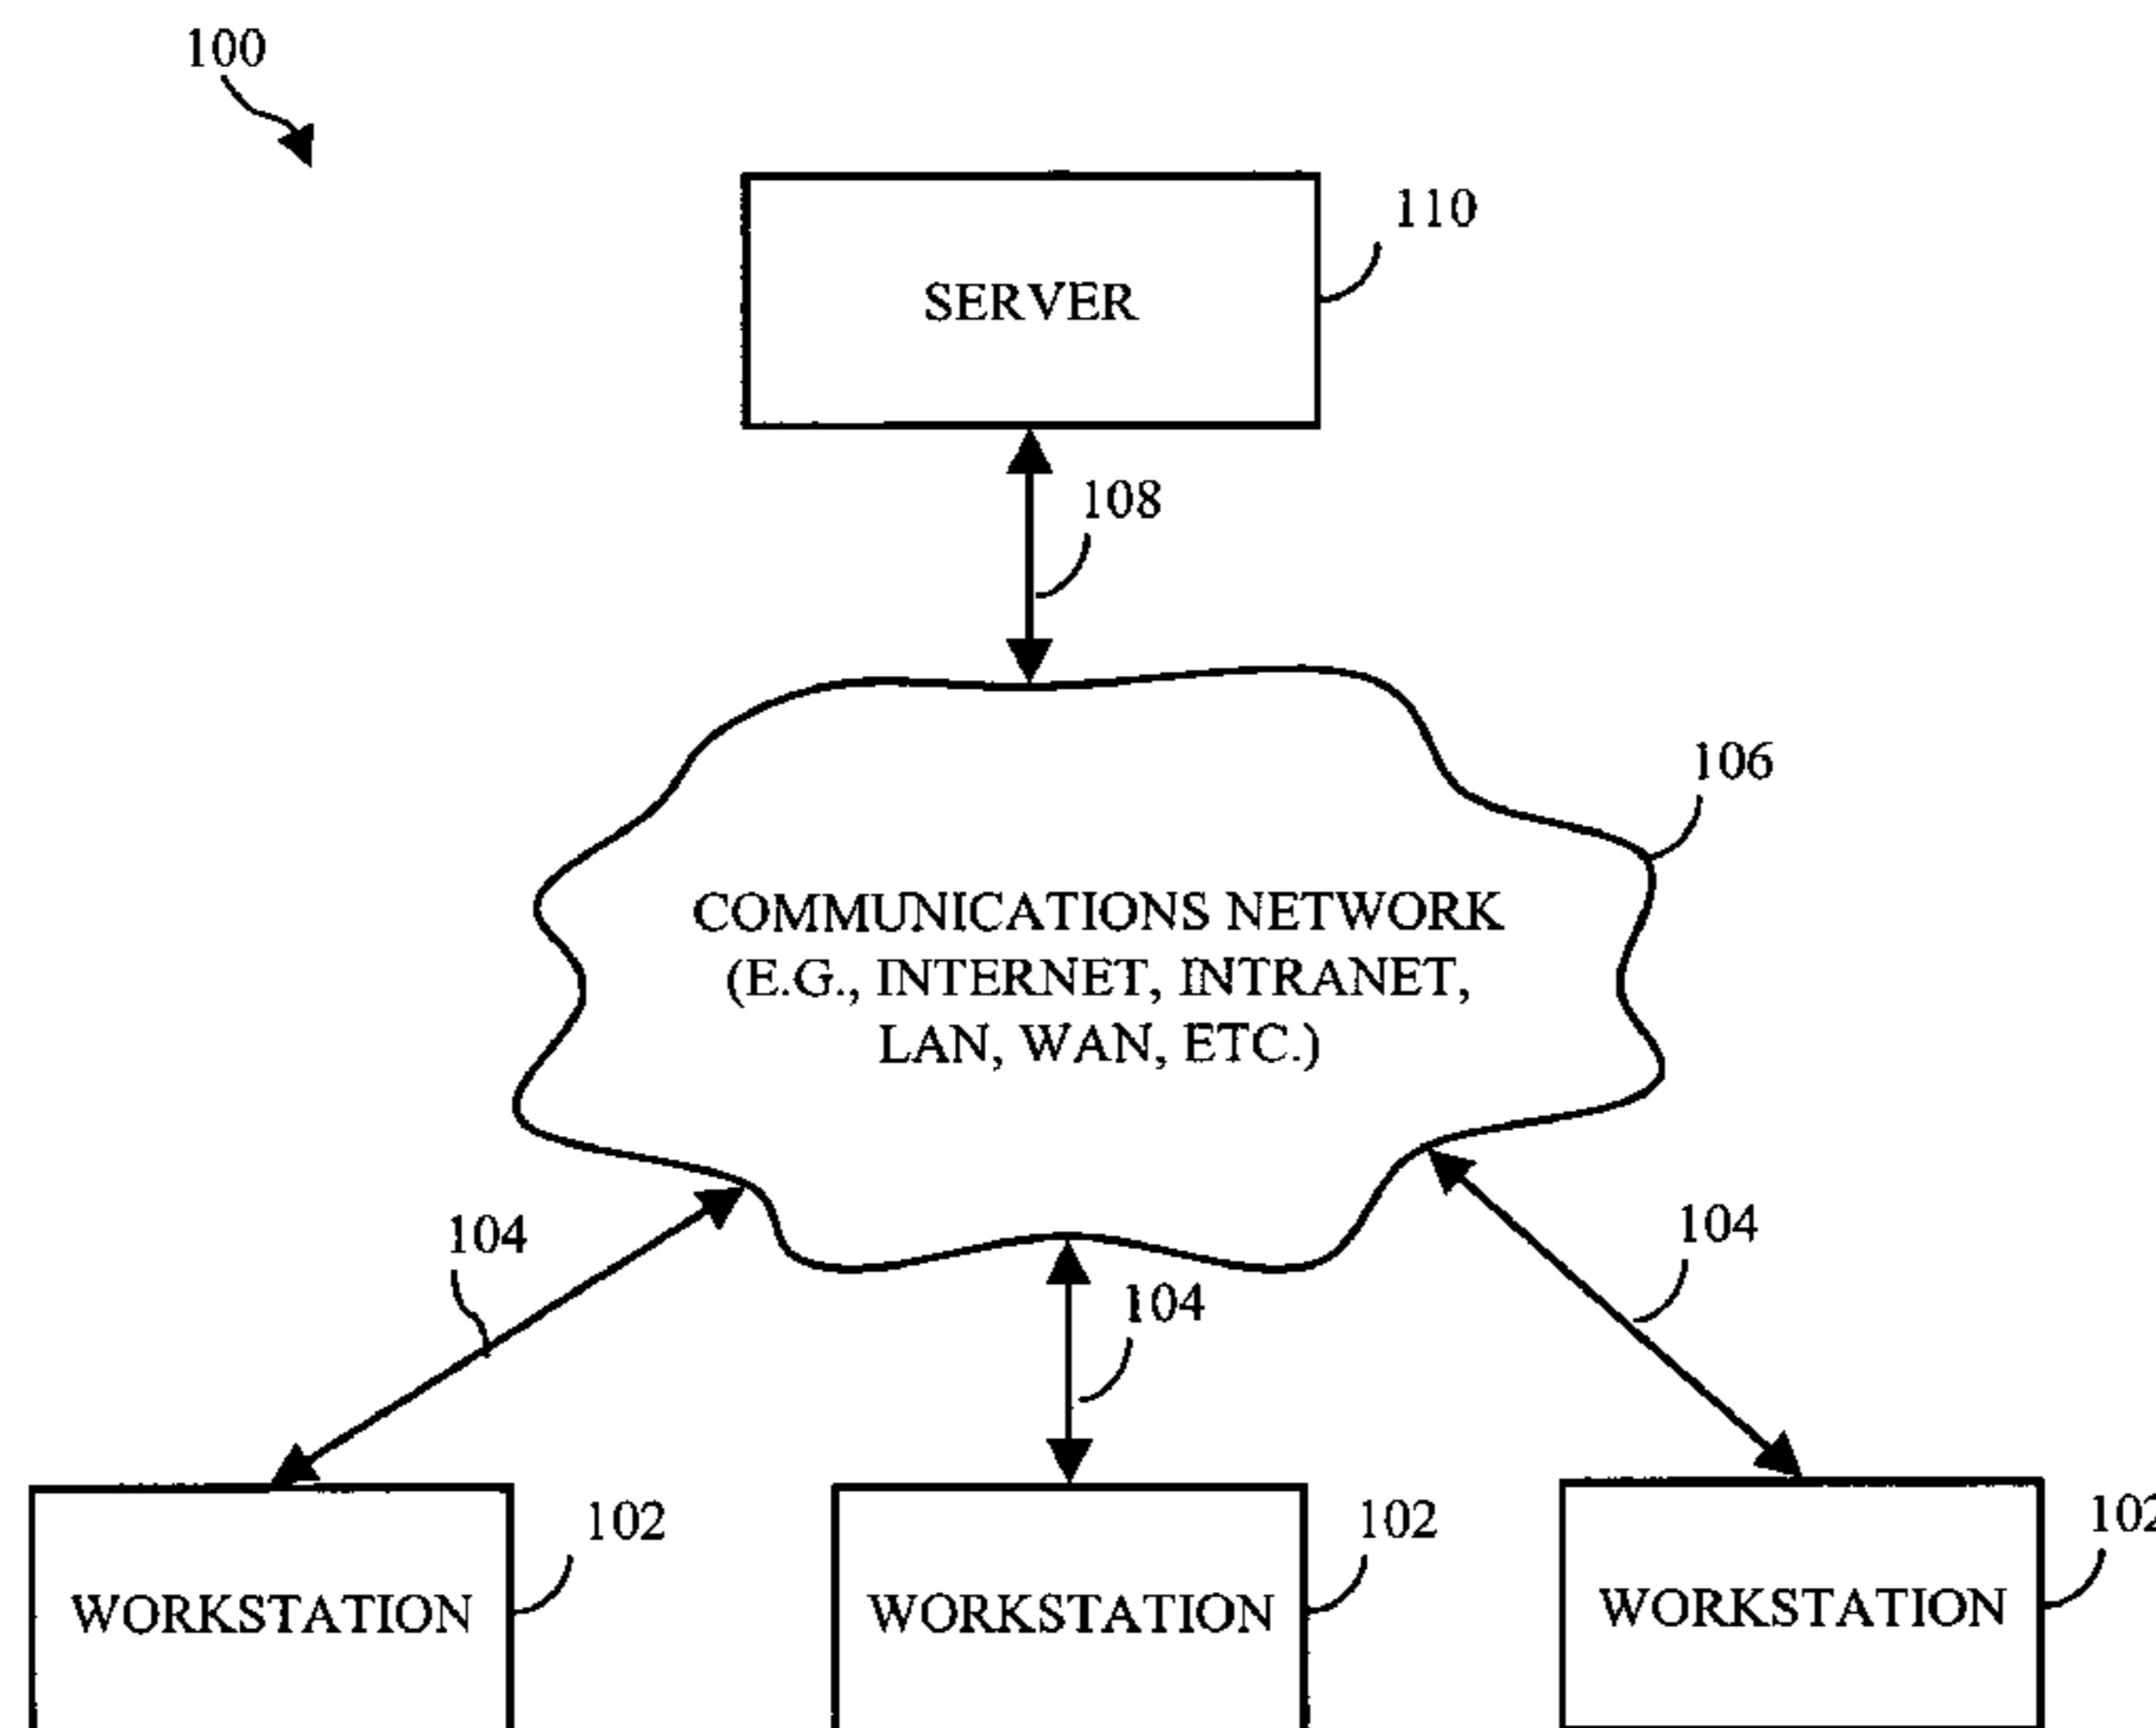 100
110
SERVER
108
106
COMMUNICATIONS NETWORK
(E.G., INTERNET, INTRANET,
LAN, WAN, ETC.)
104
104
104
102
102
102
WORKSTATION
WORKSTATION
WORKSTATION